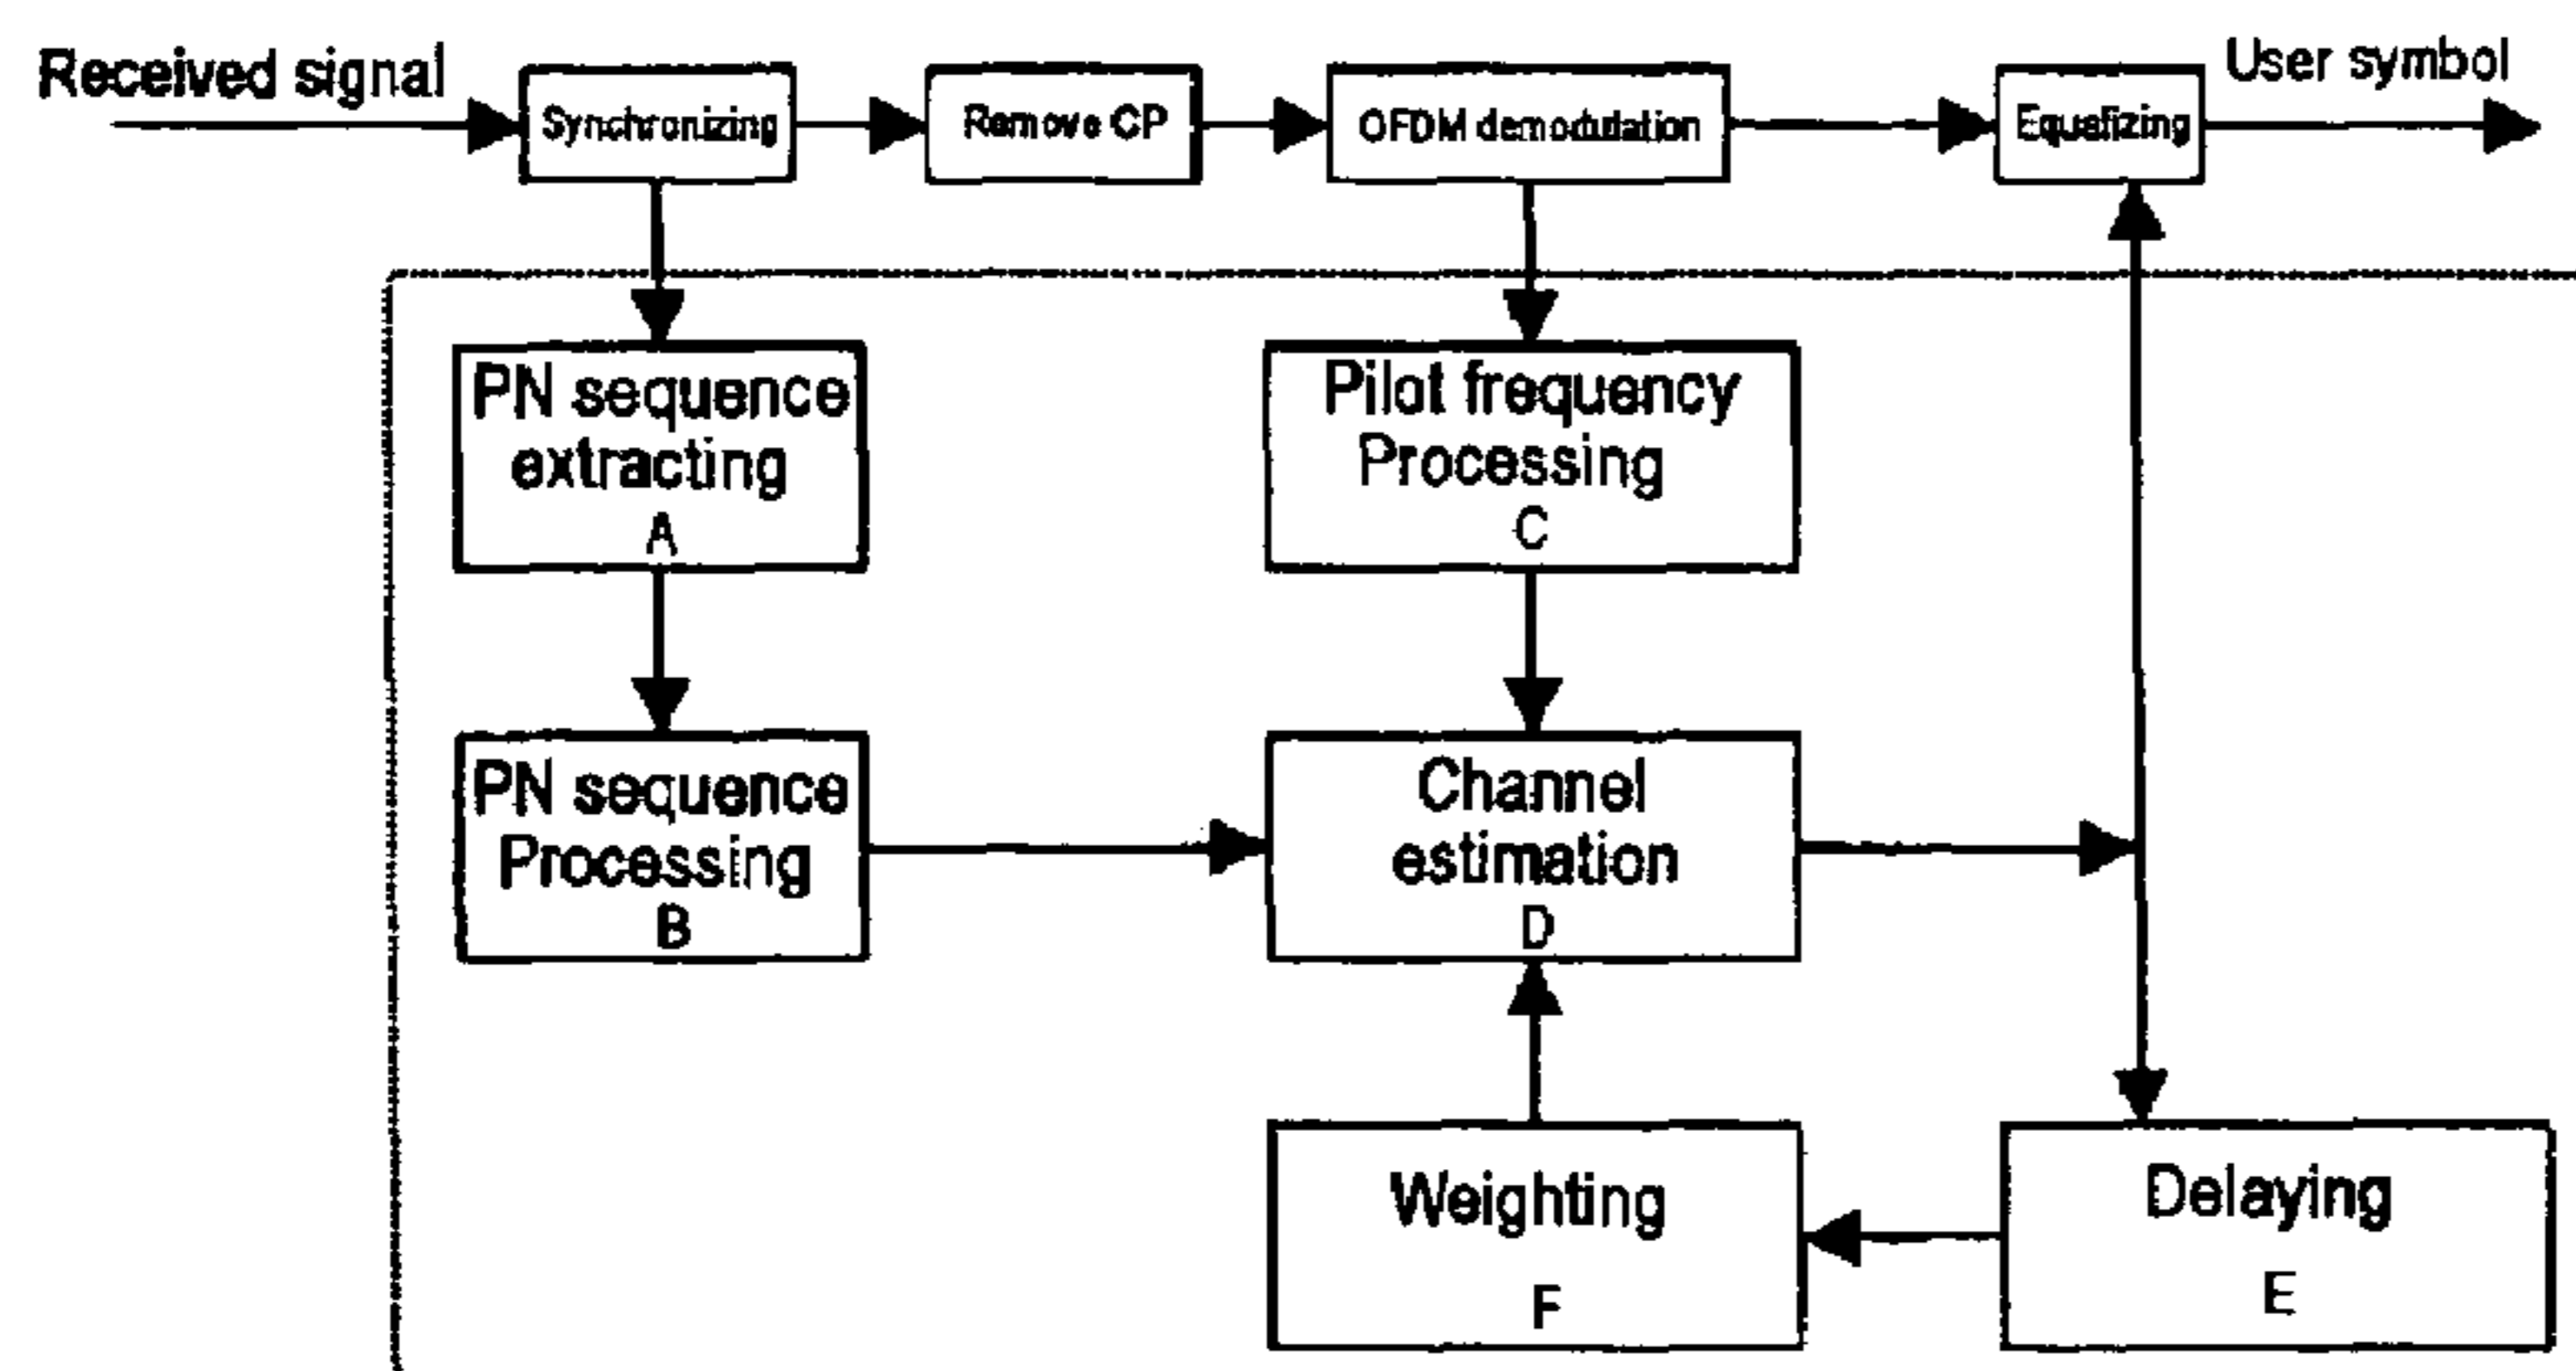 Received signal
Synchronizing
Remove CP
OFDM demodulation
Equalizing
User symbol
PN sequence
extracting
A
Pilot frequency
Processing
C
PN sequence
Processing
B
Channel
estimation
D
Weighting
F
Delaying
E